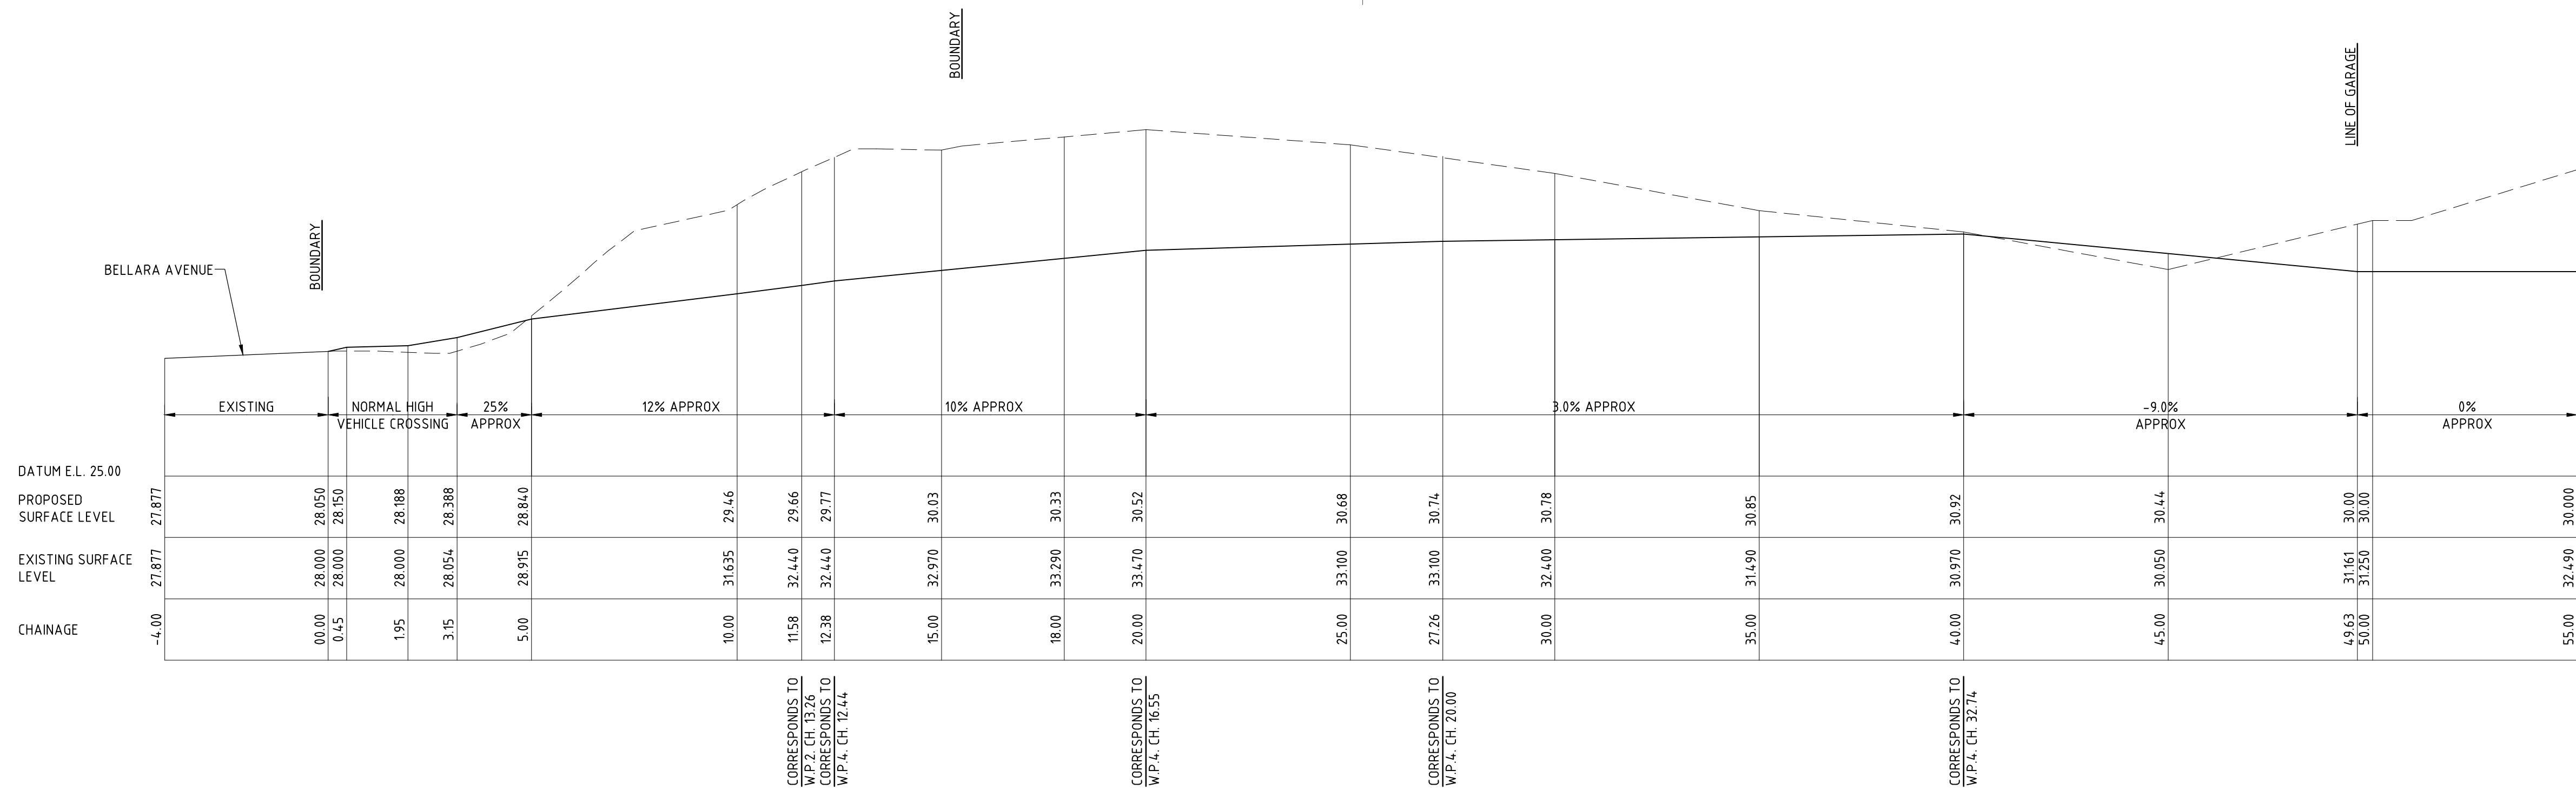 BOUNDARY
LINE OF GARAGE
BOUNDARY
BELLARA AVENUE
EXISTING
NORMAL HIGH
VEHICLE CROSSING
25%
APPROX
12% APPROX
10% APPROX
3.0% APPROX
-9.0%
APPROX
0%
APPROX
DATUM E.L. 25.00
PROPOSED
SURFACE LEVEL
27.877
28.050
28.150
28.188
28.388
28.840
29.46
29.66
29.77
30.03
30.33
30.52
30.68
30.74
30.78
30.85
30.92
30.44
30.00
30.00
30.000
EXISTING SURFACE
LEVEL
27.877
28.000
28.000
28.000
28.054
28.915
31.635
32.440
32.440
32.970
33.290
33.470
33.100
33.100
32.400
31.490
30.970
30.050
31.161
31.250
32.490
CHAINAGE
-4.00
00.00
0.45
1.95
3.15
5.00
10.00
11.58
12.38
15.00
18.00
20.00
25.00
27.26
30.00
35.00
40.00
45.00
49.63
50.00
55.00
CORRESPONDS TO
W.P.2. CH. 13.26
CORRESPONDS TO
W.P.4. CH. 12.44
CORRESPONDS TO
W.P.4. CH. 16.55
CORRESPONDS TO
W.P.4. CH. 20.00
CORRESPONDS TO
W.P.4. CH. 32.74